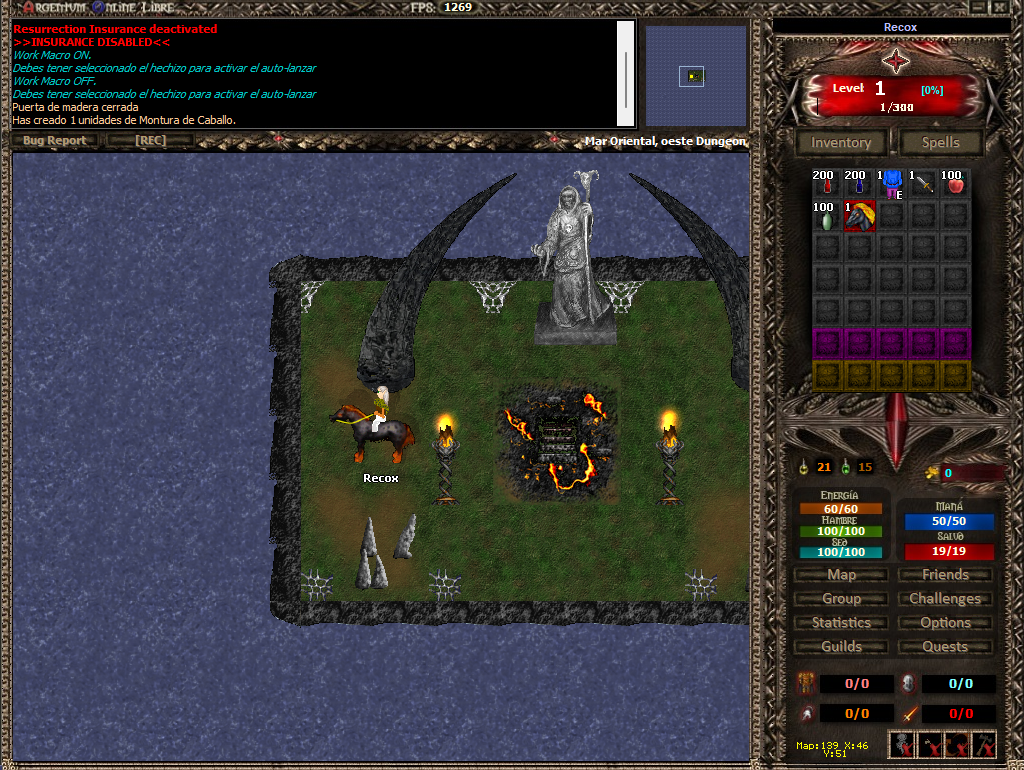 Argentum Online Libre
FPS: 1269
Resurrection Insurance deactivated
>>INSURANCE DISABLED<<
Work Macro ON.
Debes tener seleccionado el hechizo para activar el auto-lanzar
Work Macro OFF.
Debes tener seleccionado el hechizo para activar el auto-lanzar
Puerta de madera cerrada
Has creado 1 unidades de Montura de Caballo.
Bug Report
[REC]
Mar Oriental, oeste Dungeon
Recox
Level 1 [0%]
1/300
Inventory Spells
200 200 1 1 100
E
100 1
Recox
21 15 0
Energía
60/60
Hambre
100/100
Sed
100/100
Maná
50/50
Salud
19/19
Map Friends
Group Challenges
Statistics Options
Guilds Quests
0/0 0/0
0/0 0/0
Map:139 X:46
Y:51